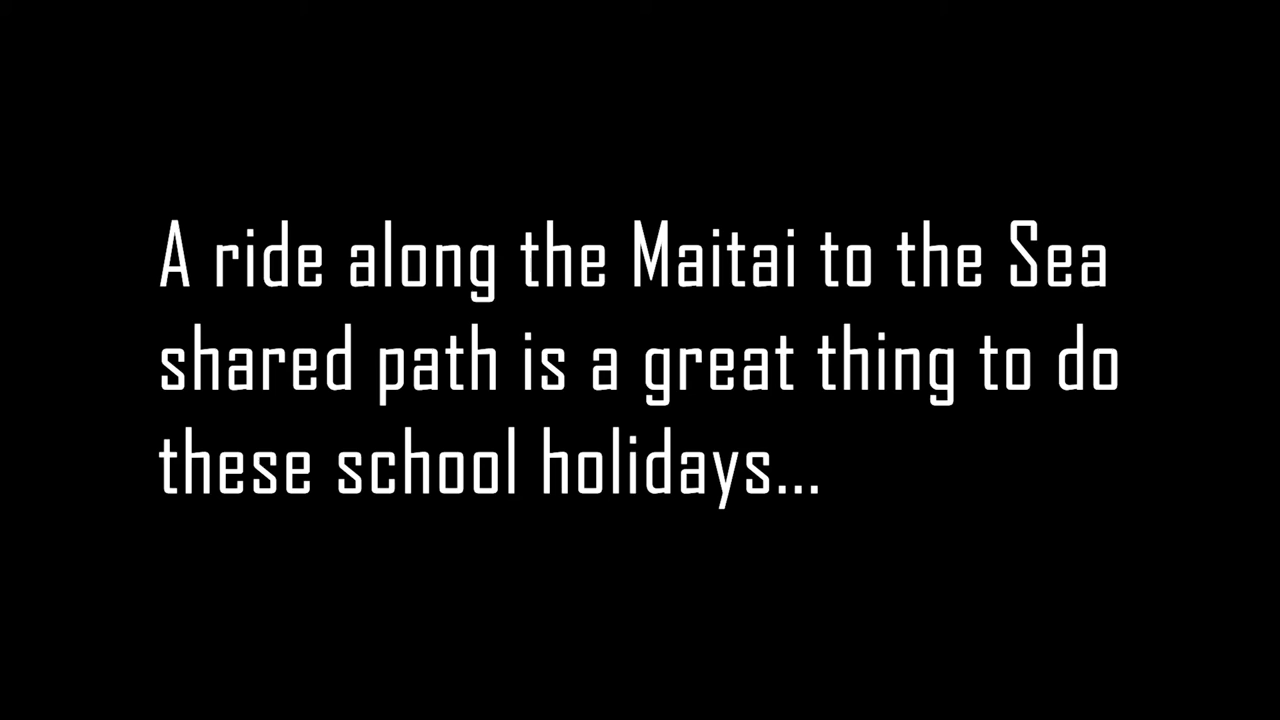 A ride along the Maitai to the Sea
shared path is a great thing to do
these school holidays...